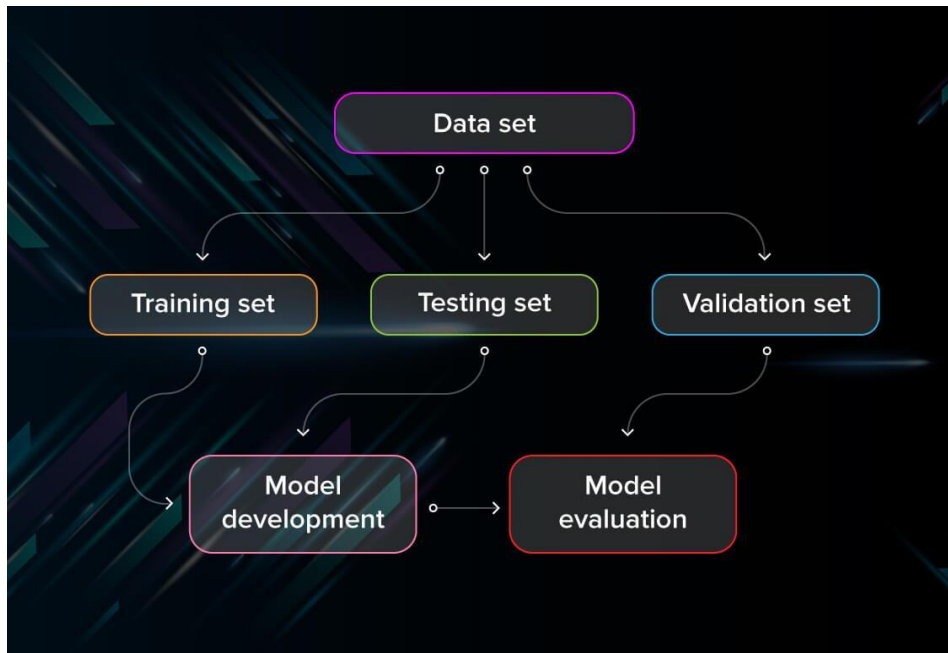 Data set
Training set
Testing set
Validation set
Model
development
Model
evaluation